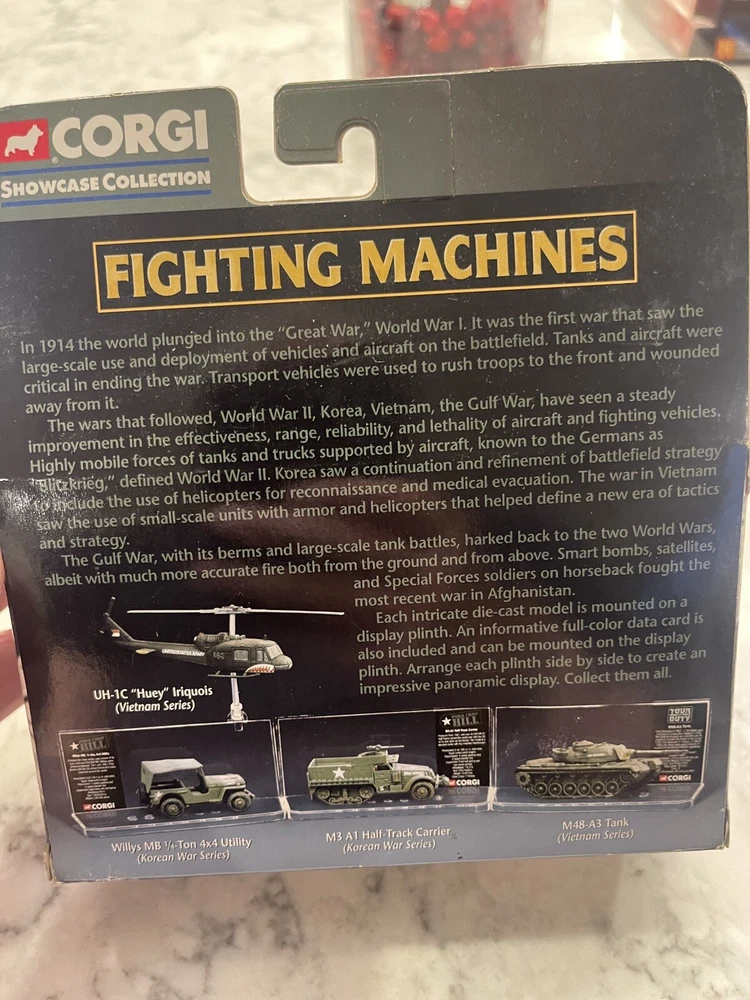 CORGI
SHOWCASE COLLECTION
FIGHTING MACHINES
In 1914 the world plunged into the "Great War," World War I. It was the first war that saw the
large-scale use and deployment of vehicles and aircraft on the battlefield. Tanks and aircraft were
critical in ending the war. Transport vehicles were used to rush troops to the front and wounded
away from it.
The wars that followed, World War II, Korea, Vietnam, the Gulf War, have seen a steady
improvement in the effectiveness, range, reliability, and lethality of aircraft and fighting vehicles.
Highly mobile forces of tanks and trucks supported by aircraft, known to the Germans as
"Blitzkrieg," defined World War II. Korea saw a continuation and refinement of battlefield strategy
to include the use of helicopters for reconnaissance and medical evacuation. The war in Vietnam
saw the use of small-scale units with armor and helicopters that helped define a new era of tactics
and strategy.
The Gulf War, with its berms and large-scale tank battles, harked back to the two World Wars,
albeit with much more accurate fire both from the ground and from above. Smart bombs, satellites,
and Special Forces soldiers on horseback fought the
most recent war in Afghanistan.
Each intricate die-cast model is mounted on a
display plinth. An informative full-color data card is
also included and can be mounted on the display
plinth. Arrange each plinth side by side to create an
impressive panoramic display. Collect them all.
UNITED STATES ARMY
UH-1C "Huey" Iriquois
(Vietnam Series)
CORGI
CORGI
TOUR
DUTY
CORGI
Willys MB ¼-Ton 4x4 Utility
(Korean War Series)
M3 A1 Half-Track Carrier
(Korean War Series)
M48-A3 Tank
(Vietnam Series)